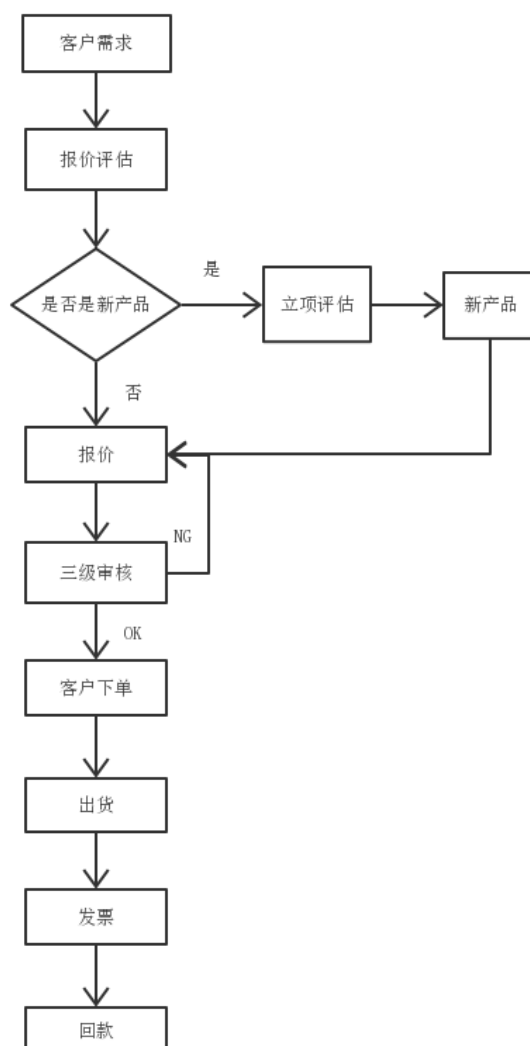 客户需求
报价评估
是否是新产品
是
立项评估
新产品
否
报价
NG
三级审核
OK
客户下单
出货
发票
回款